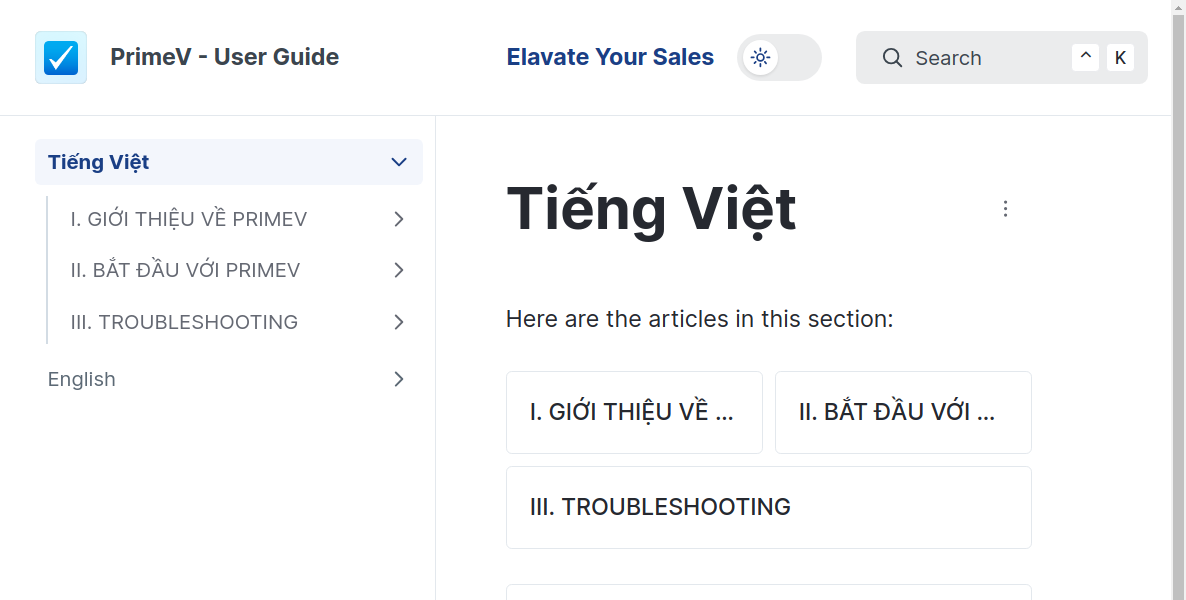 PrimeV - User Guide
Elavate Your Sales
Search
^ K
Tiếng Việt
I. GIỚI THIỆU VỀ PRIMEV
II. BẮT ĐẦU VỚI PRIMEV
III. TROUBLESHOOTING
English
Tiếng Việt
Here are the articles in this section:
I. GIỚI THIỆU VỀ ...
II. BẮT ĐẦU VỚI ...
III. TROUBLESHOOTING